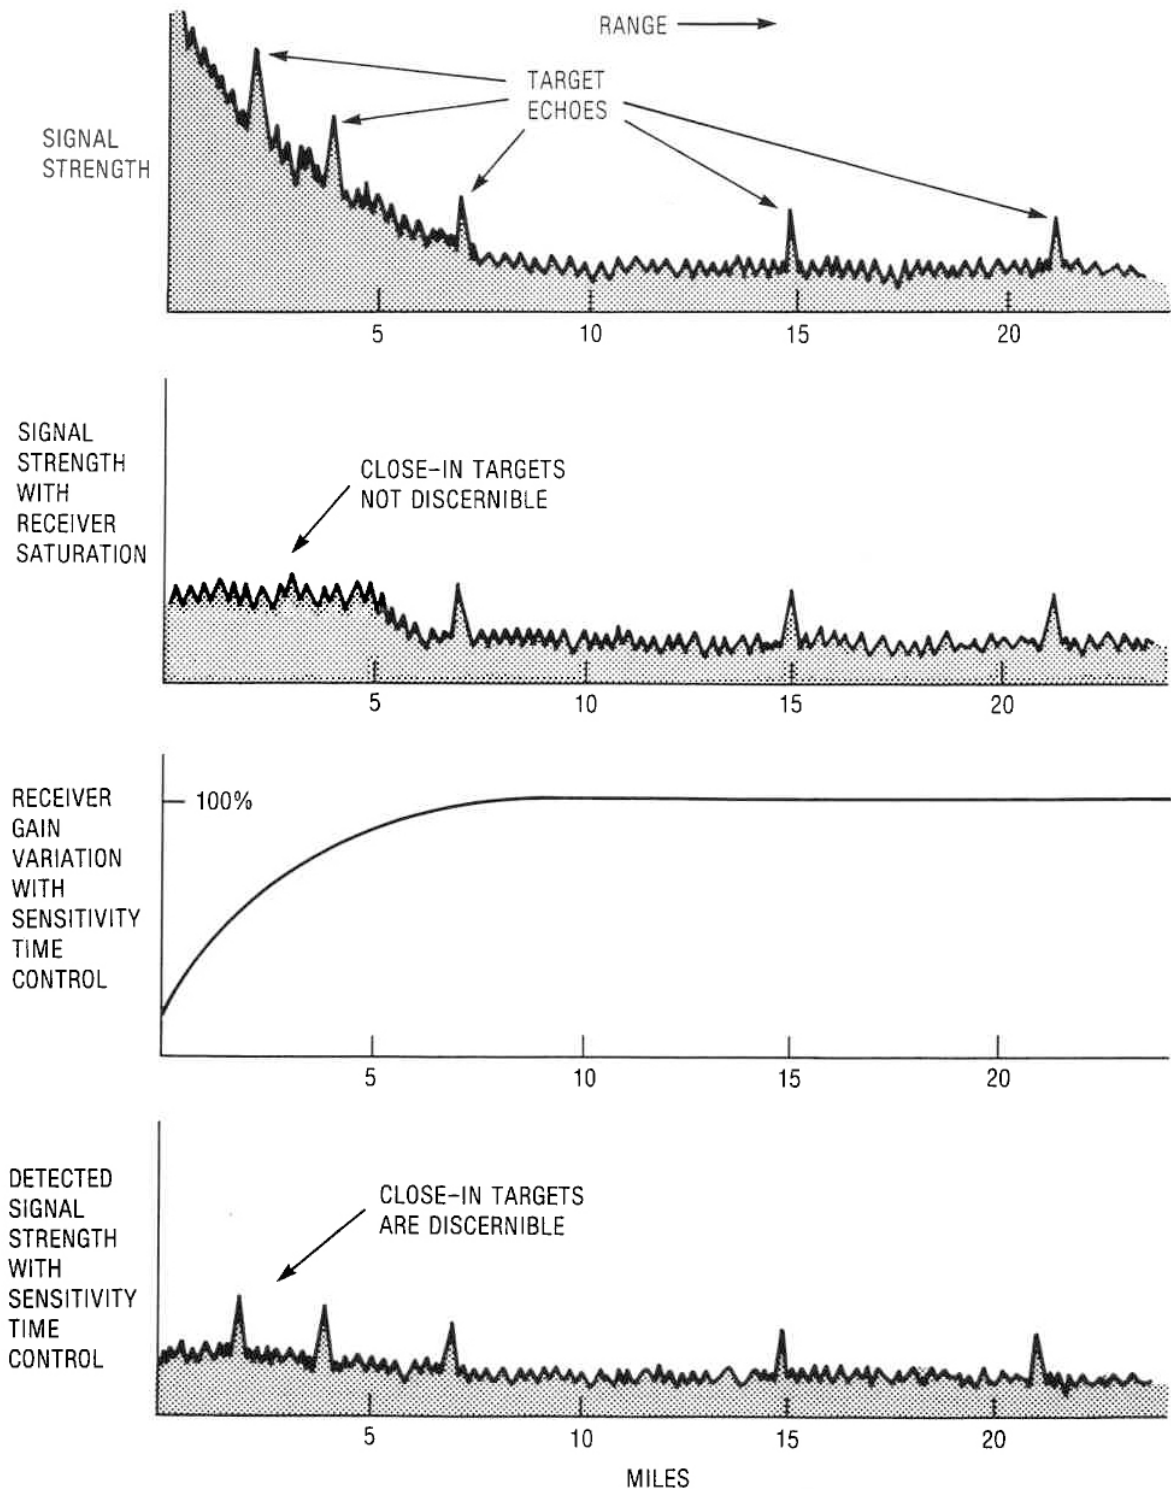 RANGE
TARGET
ECHOES
SIGNAL
STRENGTH
5
10
15
20
SIGNAL
STRENGTH
WITH
RECEIVER
SATURATION
CLOSE-IN TARGETS
NOT DISCERNIBLE
5
10
15
20
RECEIVER
GAIN
VARIATION
WITH
SENSITIVITY
TIME
CONTROL
100%
5
10
15
20
DETECTED
SIGNAL
STRENGTH
WITH
SENSITIVITY
TIME
CONTROL
CLOSE-IN TARGETS
ARE DISCERNIBLE
5
10
15
20
MILES